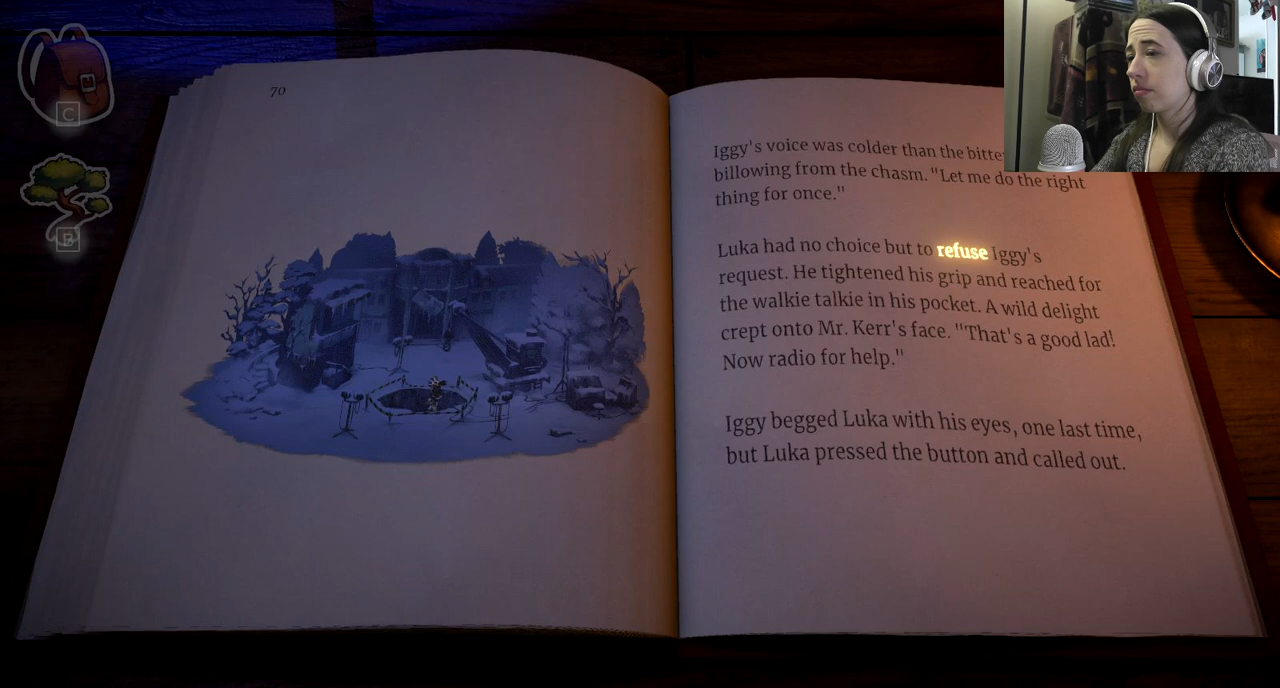 C
B
70
Iggy's voice was colder than the
billowing from the chasm. "Let me do the right
thing for once."
Luka had no choice but to refuse Iggy's
request. He tightened his grip and reached for
the walkie talkie in his pocket. A wild delight
crept onto Mr. Kerr's face. "That's a good lad!
Now radio for help."
Iggy begged Luka with his eyes, one last time,
but Luka pressed the button and called out.